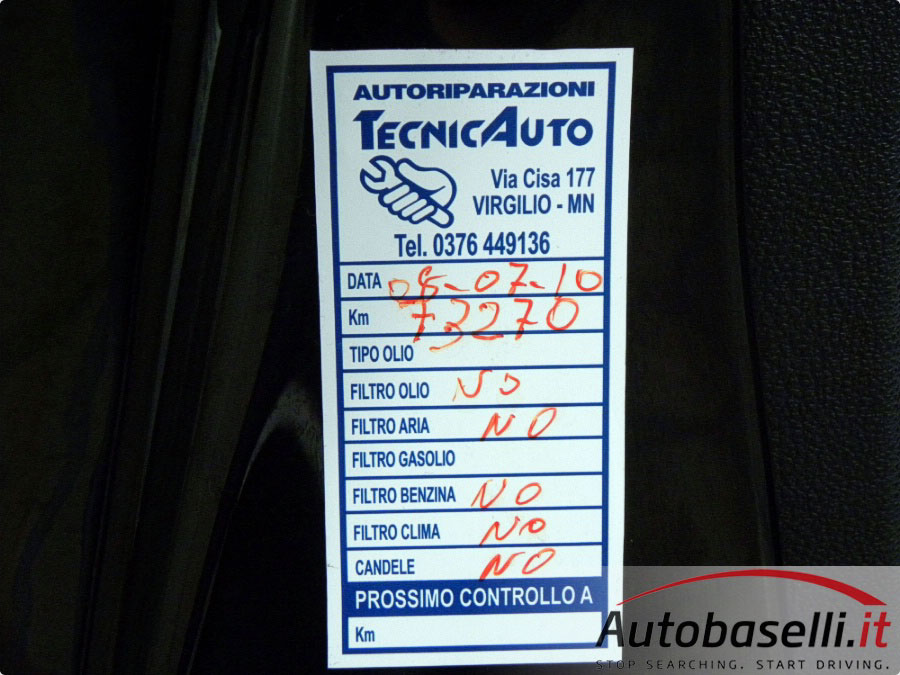 AUTORIPARAZIONI
TECNICAUTO
Via Cisa 177
VIRGILIO - MN
Tel. 0376 449136
DATA 08-07-10
Km 73270
TIPO OLIO
FILTRO OLIO NO
FILTRO ARIA NO
FILTRO GASOLIO
FILTRO BENZINA NO
FILTRO CLIMA NO
CANDELE NO
PROSSIMO CONTROLLO A
Km
Autobaselli.it
STOP SEARCHING. START DRIVING.